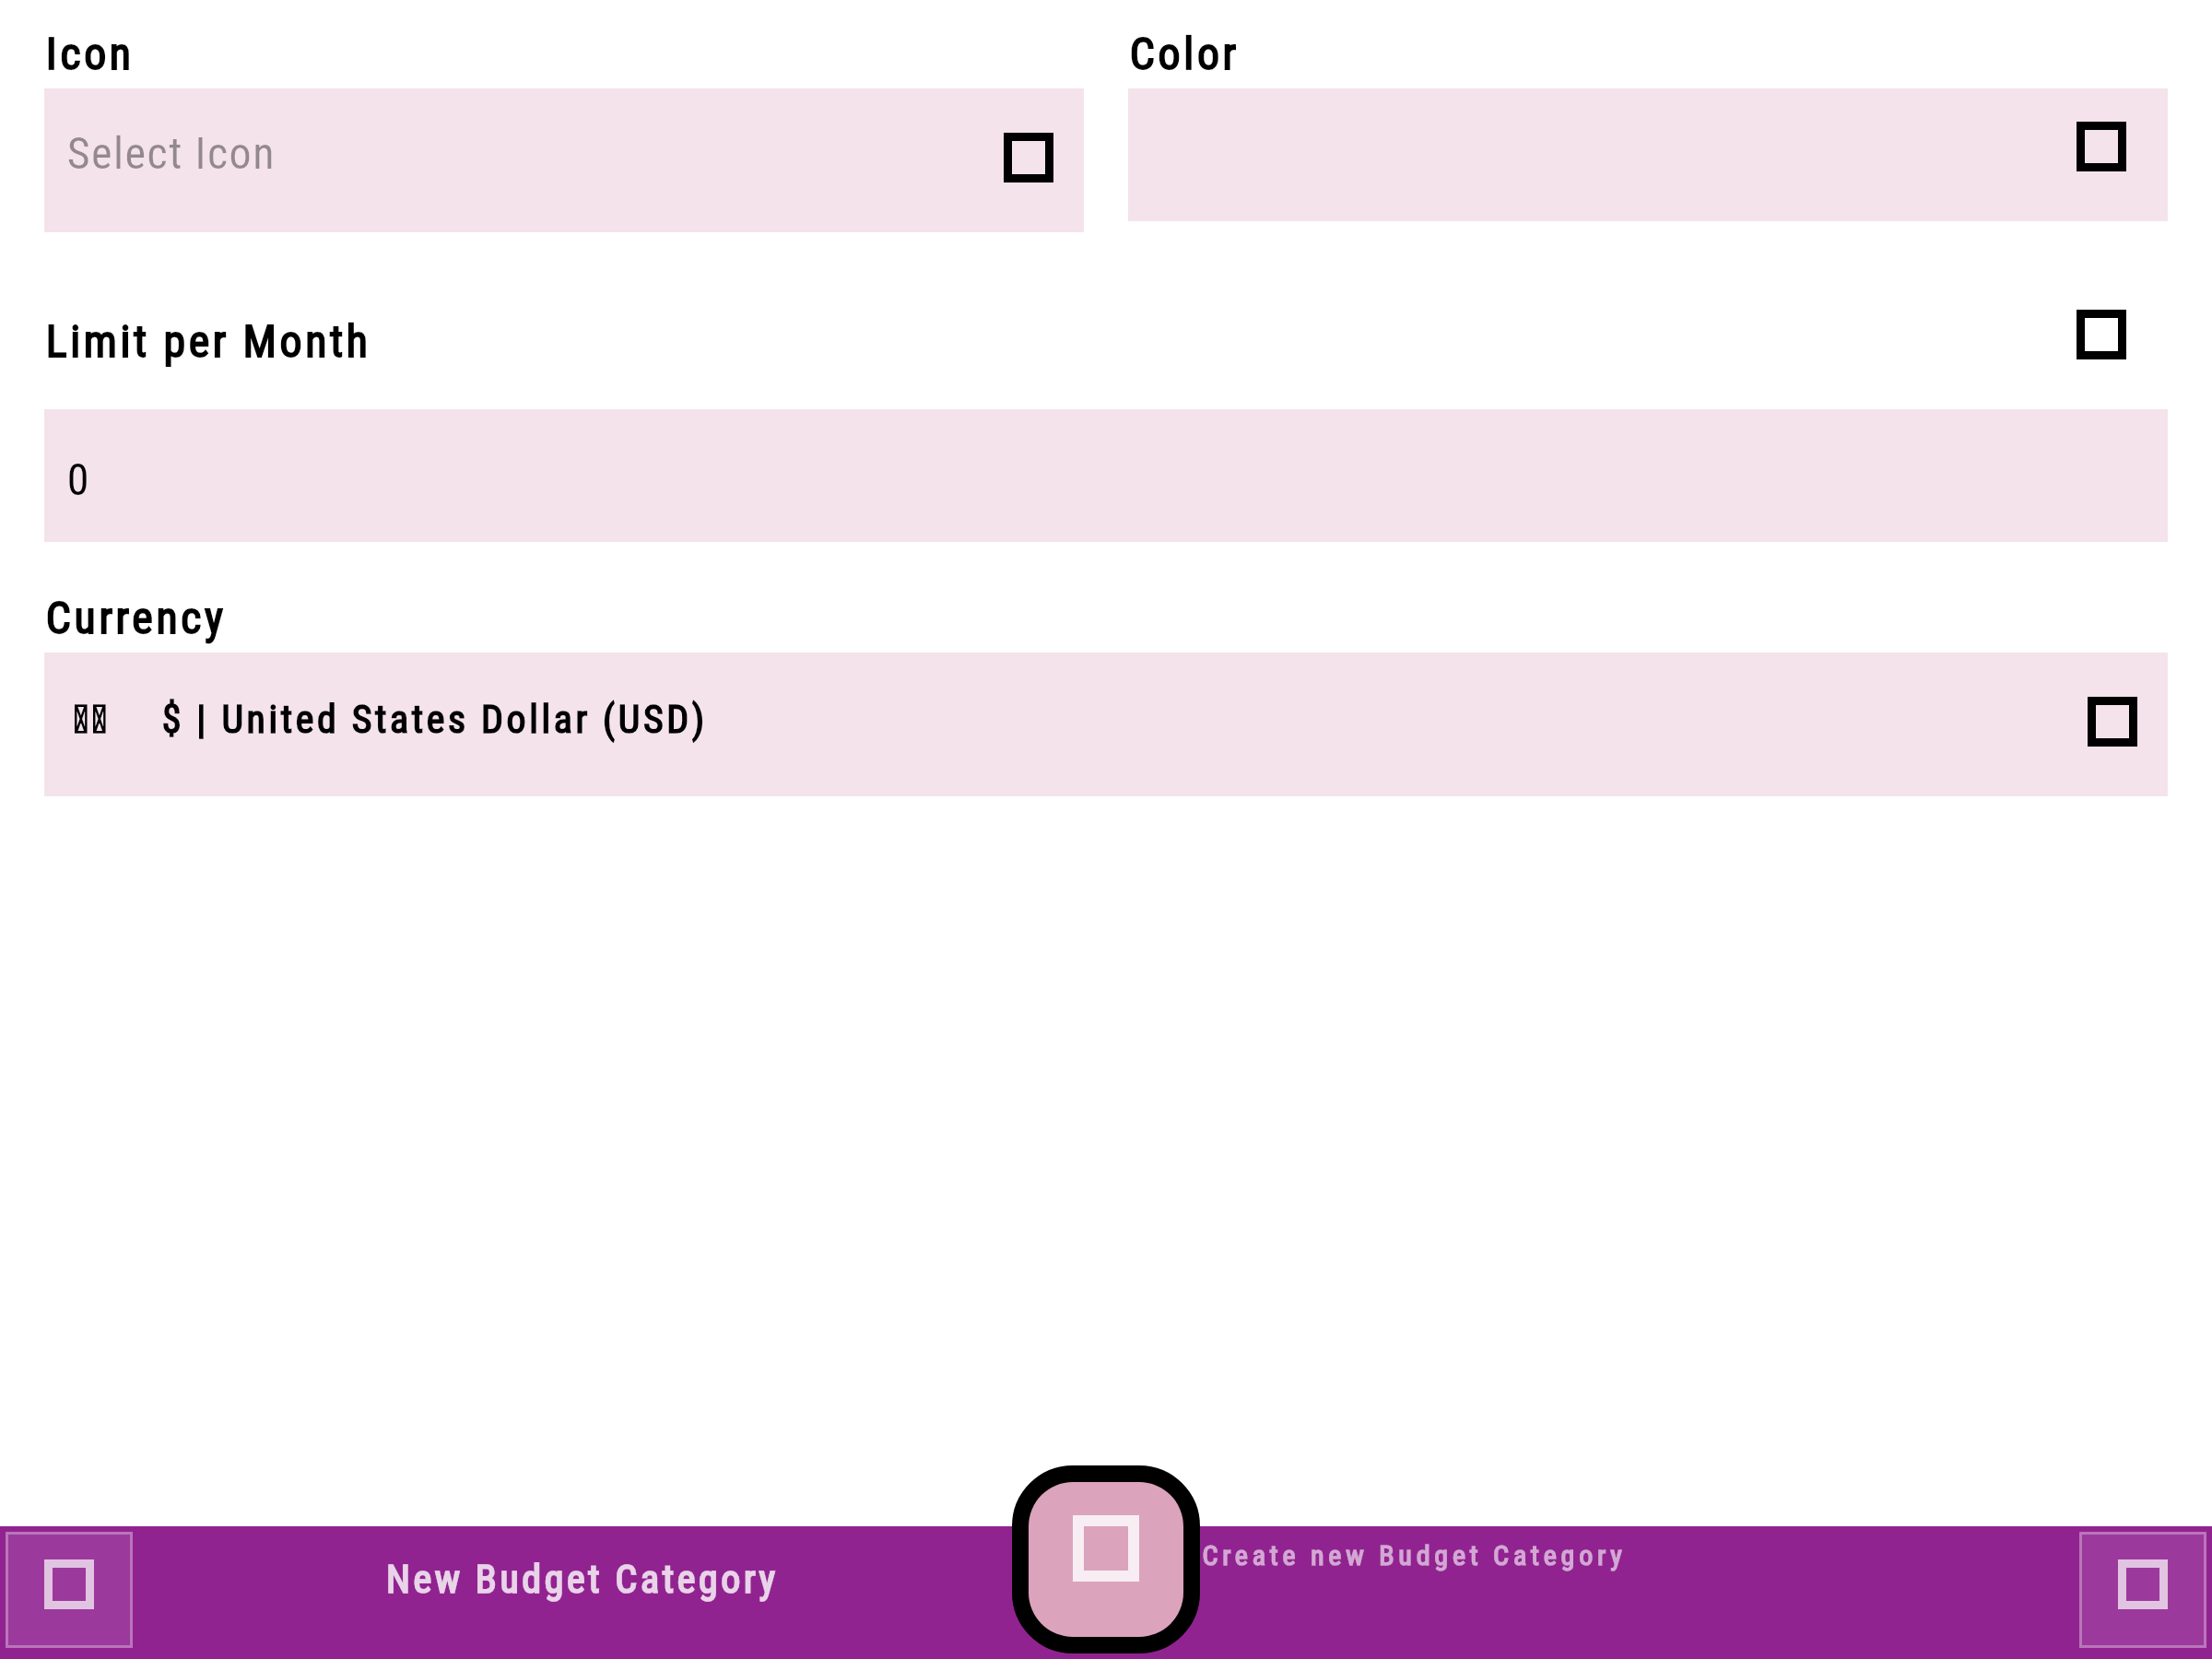 Icon
Color
Select Icon
Limit per Month
0
Currency
$ | United States Dollar (USD)
New Budget Category
Create new Budget Category